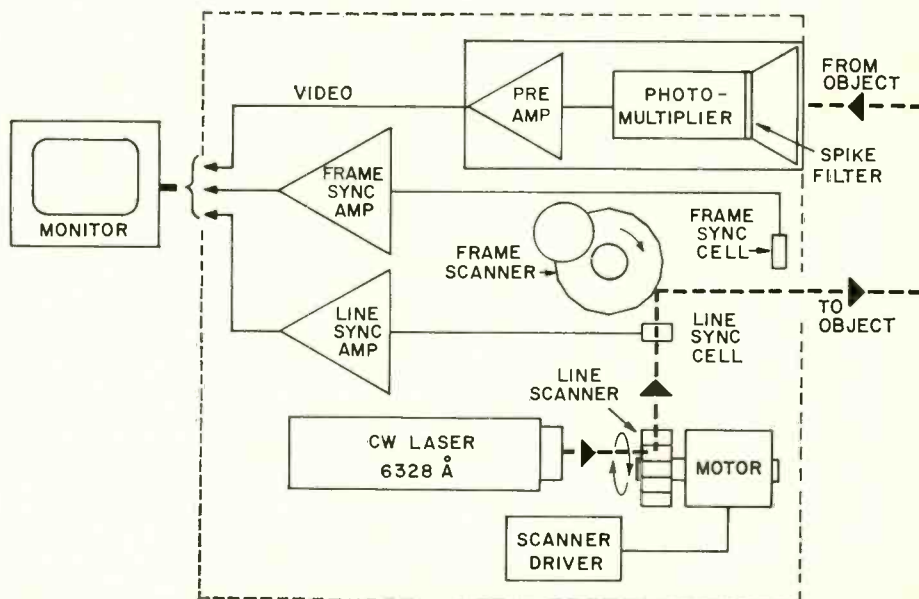 FROM
OBJECT
VIDEO
PRE
AMP
PHOTO-
MULTIPLIER
SPIKE
FILTER
MONITOR
FRAME
SYNC
AMP
FRAME
SCANNER
FRAME
SYNC
CELL
TO
OBJECT
LINE
SYNC
AMP
LINE
SYNC
CELL
LINE
SCANNER
CW LASER
6328 Å
MOTOR
SCANNER
DRIVER